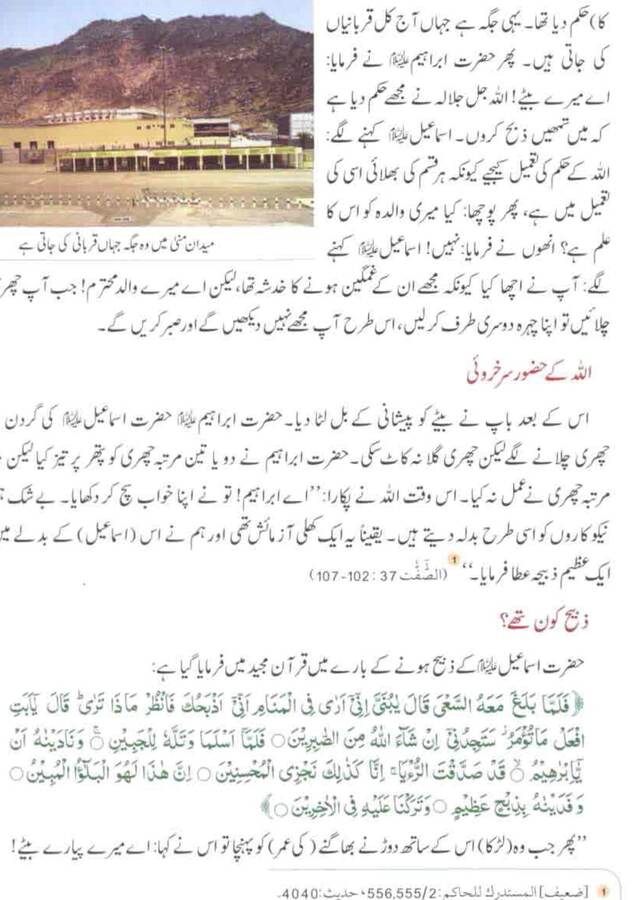 کا) حکم دیا تھا۔ یہی جگہ ہے جہاں آج کل قربانیاں
کی جاتی ہیں۔ پھر حضرت ابراہیم علیہ السلام نے فرمایا:
اے میرے بیٹے! اللہ جل جلالہ نے مجھے حکم دیا ہے
کہ میں تمھیں ذبح کروں۔ اسماعیل علیہ السلام کہنے لگے:
اللہ کے حکم کی تعمیل کیجیے کیونکہ ہر قسم کی بھلائی اسی کی
تعمیل میں ہے، پھر پوچھا: کیا میری والدہ کو اس کا
علم ہے؟ انھوں نے فرمایا: نہیں! اسماعیل علیہ السلام کہنے
میدان منیٰ میں وہ جگہ جہاں قربانی کی جاتی ہے
لگے: آپ نے اچھا کیا کیونکہ مجھے ان کے غمگین ہونے کا خدشہ تھا، لیکن اے میرے والد محترم! جب آپ
چلائیں تو اپنا چہرہ دوسری طرف کر لیں، اس طرح آپ مجھے نہیں دیکھیں گے اور صبر کریں گے۔
اللہ کے حضور سرخروئی
اس کے بعد باپ نے بیٹے کو پیشانی کے بل لٹا دیا۔ حضرت ابراہیم علیہ السلام حضرت اسماعیل علیہ السلام کی گردن
چھری چلانے لگے لیکن چھری گلا نہ کاٹ سکی۔ حضرت ابراہیم نے دو یا تین مرتبہ چھری کو پتھر پر تیز کیا لیکن
مرتبہ چھری نے عمل نہ کیا۔ اس وقت اللہ نے پکارا: ’’اے ابراہیم! تو نے اپنا خواب سچ کر دکھایا۔ بے شک
نیکوکاروں کو اسی طرح بدلہ دیتے ہیں۔ یقیناً یہ ایک کھلی آزمائش تھی اور ہم نے اس (اسماعیل) کے بدلے
ایک عظیم ذبیحہ عطا فرمایا۔‘‘ 1 (الصّٰفّٰت 37: 102-107)
ذبیح کون تھے؟
حضرت اسماعیل علیہ السلام کے ذبیح ہونے کے بارے میں قرآن مجید میں فرمایا گیا ہے:
﴿فَلَمَّا بَلَغَ مَعَهُ السَّعْیَ قَالَ یٰبُنَیَّ اِنِّیْۤ اَرٰی فِی الْمَنَامِ اَنِّیْۤ اَذْبَحُكَ فَانْظُرْ مَاذَا تَرٰی ؕ قَالَ یٰۤاَبَتِ
افْعَلْ مَا تُؤْمَرُ ؗ سَتَجِدُنِیْۤ اِنْ شَآءَ اللّٰهُ مِنَ الصّٰبِرِیْنَ ○ فَلَمَّاۤ اَسْلَمَا وَتَلَّهٗ لِلْجَبِیْنِ ○ وَنَادَیْنٰهُ اَنْ
یّٰۤاِبْرٰهِیْمُ ○ قَدْ صَدَّقْتَ الرُّءْیَا ۚ اِنَّا كَذٰلِكَ نَجْزِی الْمُحْسِنِیْنَ ○ اِنَّ هٰذَا لَهُوَ الْبَلٰٓؤُا الْمُبِیْنُ ○
وَفَدَیْنٰهُ بِذِبْحٍ عَظِیْمٍ ○ وَتَرَكْنَا عَلَیْهِ فِی الْاٰخِرِیْنَ ○﴾
’’پھر جب وہ (لڑکا) اس کے ساتھ دوڑنے بھاگنے (کی عمر) کو پہنچا تو اس نے کہا: اے میرے پیارے بیٹے!
1 [ضعیف] المستدرك للحاكم: 556,555/2، حدیث: 4040۔